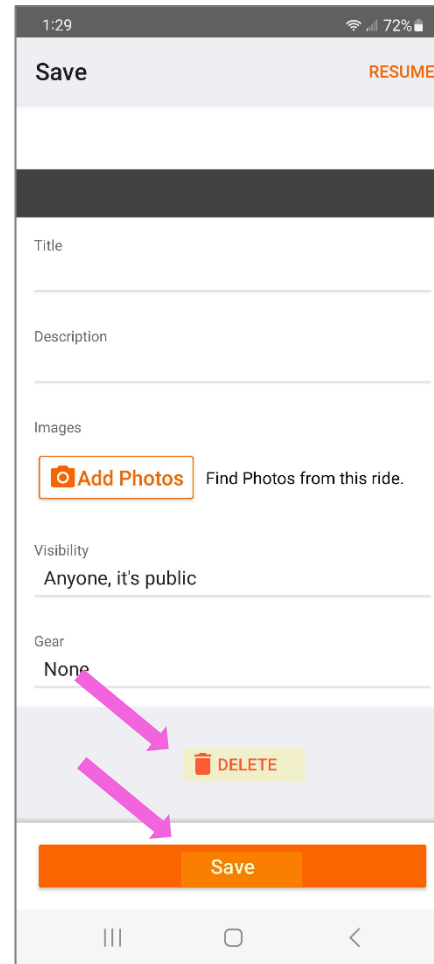 1:29 72%
Save RESUME
Title
Description
Images
Add Photos Find Photos from this ride.
Visibility
Anyone, it's public
Gear
None
DELETE
Save